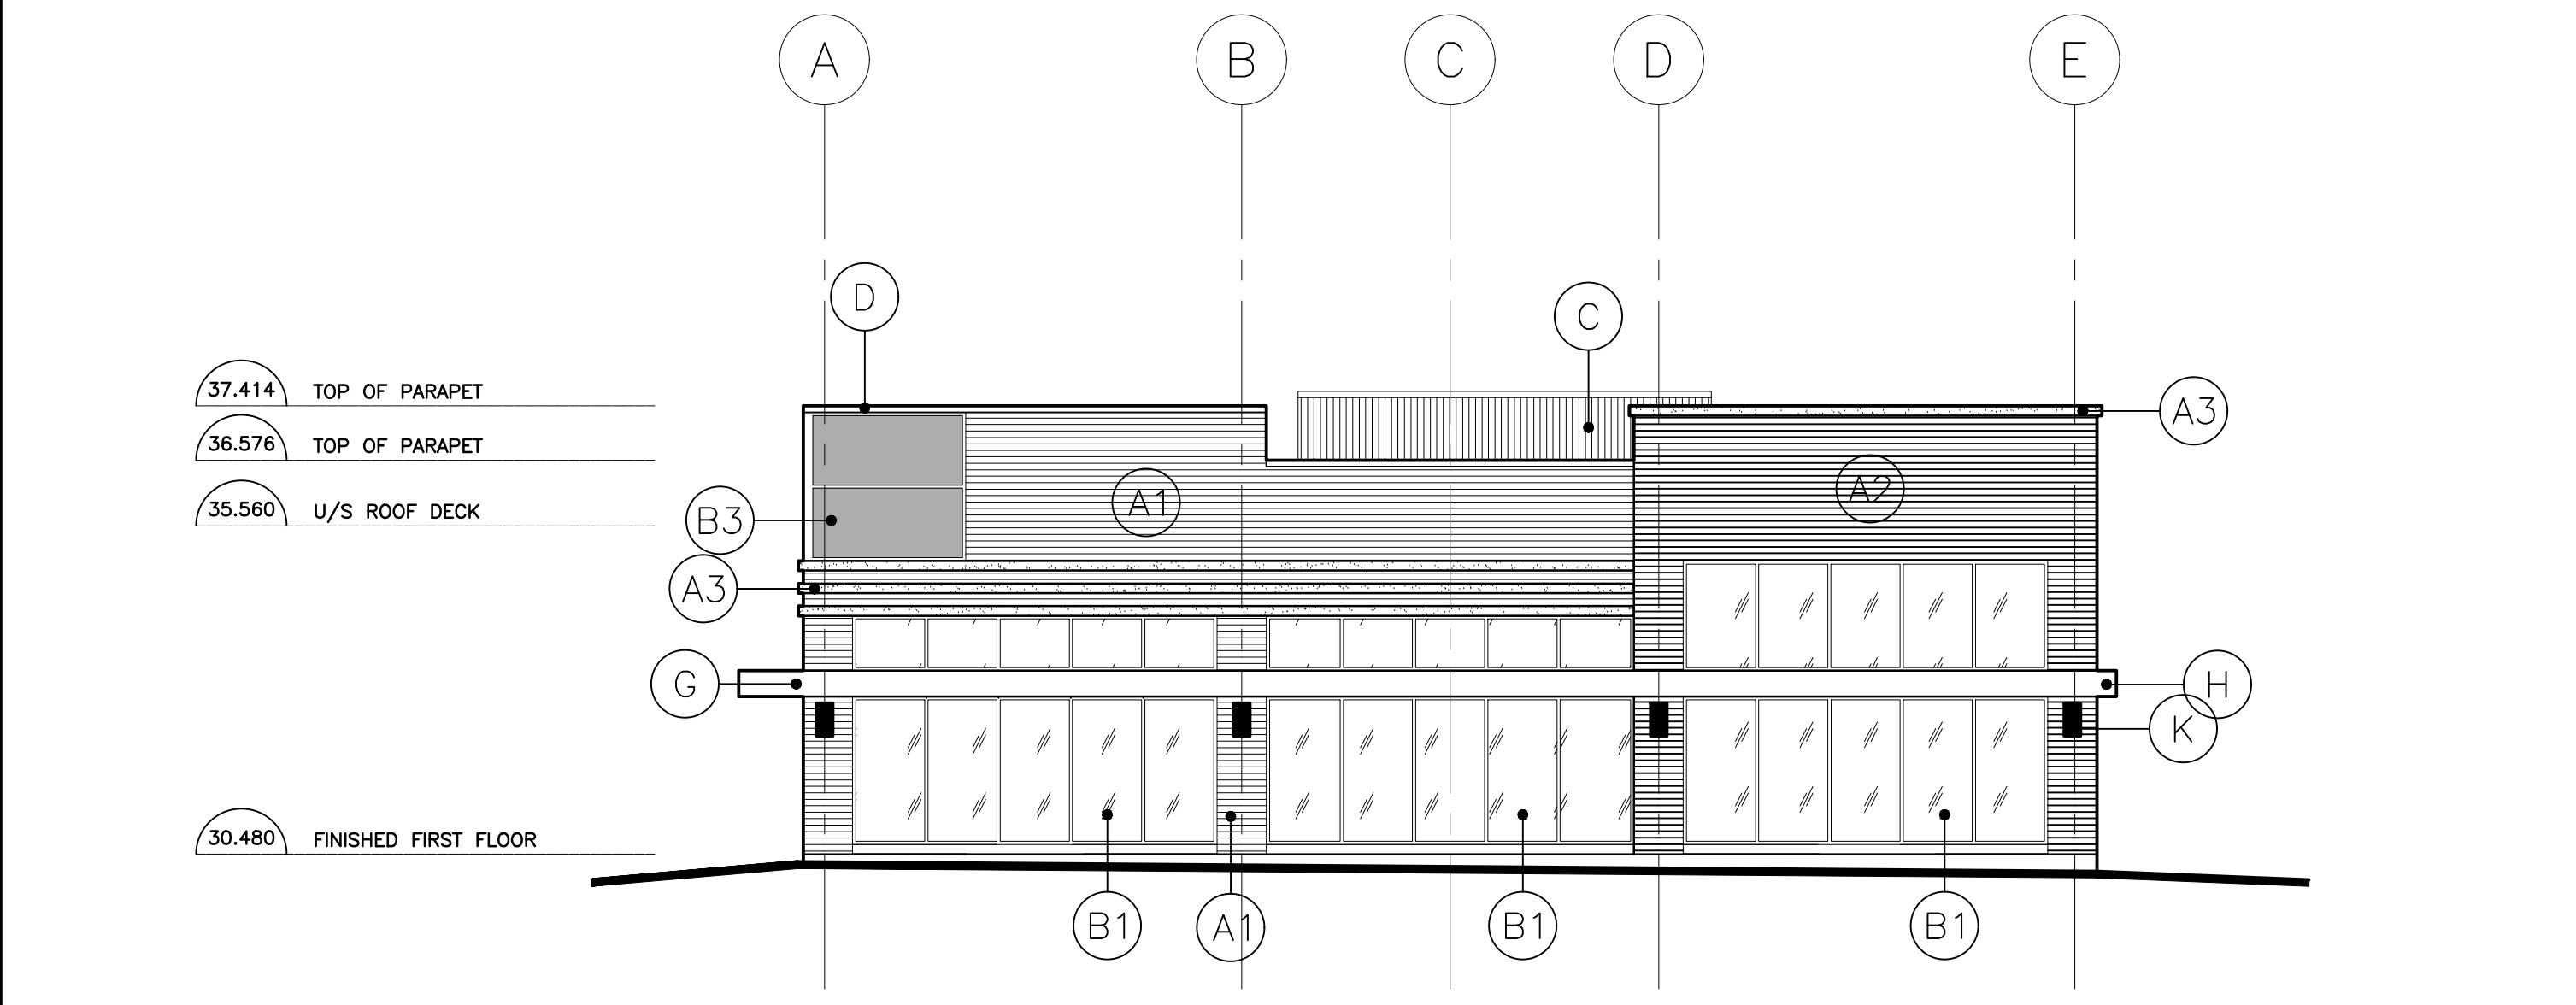 A
B
C
D
E
D
C
37.414 TOP OF PARAPET
A3
36.576 TOP OF PARAPET
A1
A2
35.560 U/S ROOF DECK
B3
A3
G
H
K
30.480 FINISHED FIRST FLOOR
B1
A1
B1
B1